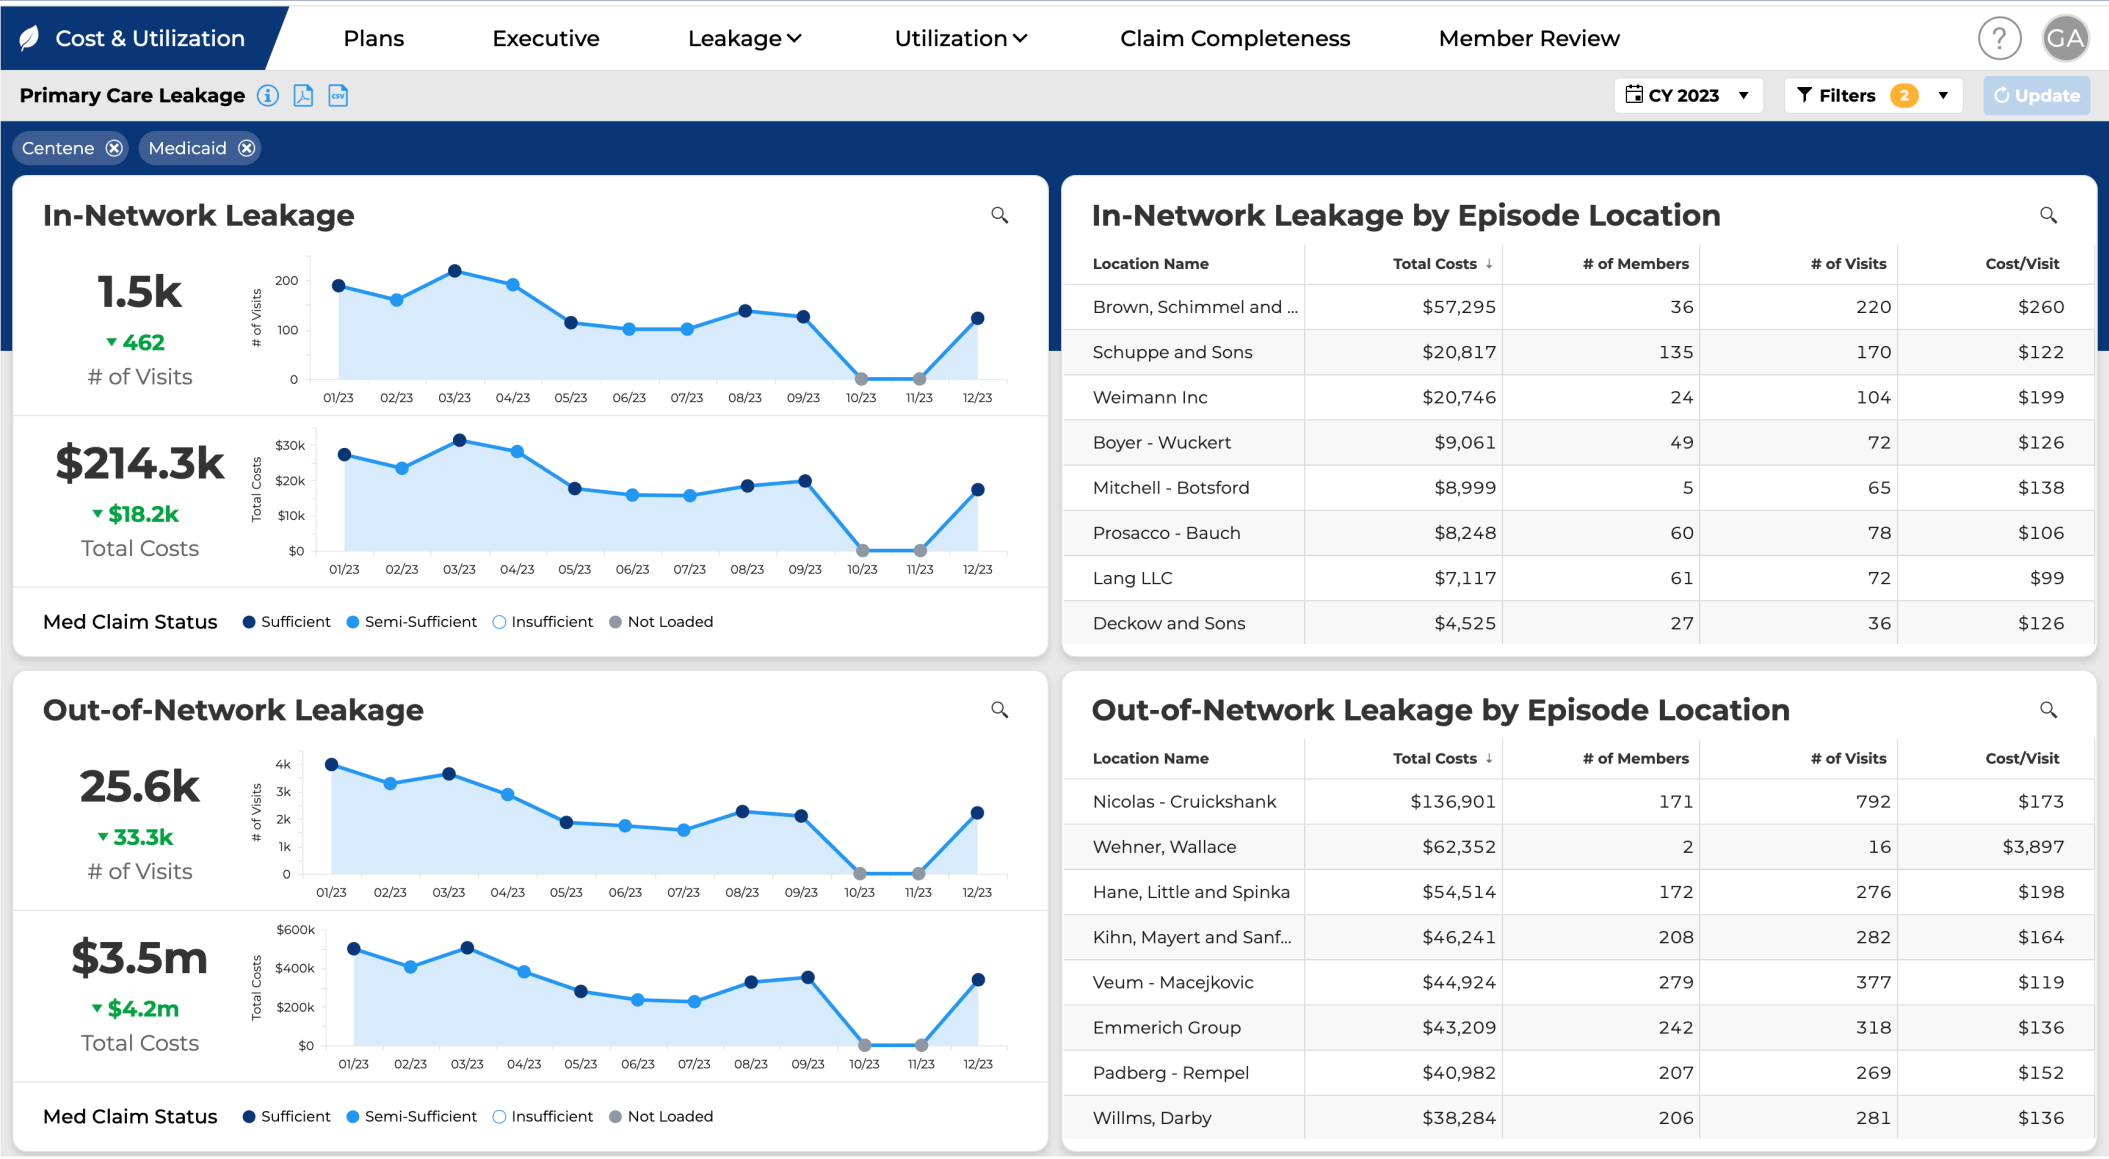 Cost & Utilization Plans Executive Leakage Utilization Claim Completeness Member Review ? GA
Primary Care Leakage i CSV CY 2023 Filters 2 Update
Centene Medicaid
In-Network Leakage
1.5k
462
# of Visits
# of Visits
200
100
0
01/23 02/23 03/23 04/23 05/23 06/23 07/23 08/23 09/23 10/23 11/23 12/23
$214.3k
$18.2k
Total Costs
Total Costs
$30k
$20k
$10k
$0
01/23 02/23 03/23 04/23 05/23 06/23 07/23 08/23 09/23 10/23 11/23 12/23
Med Claim Status Sufficient Semi-Sufficient Insufficient Not Loaded
In-Network Leakage by Episode Location
Location Name Total Costs ↓ # of Members # of Visits Cost/Visit
Brown, Schimmel and ... $57,295 36 220 $260
Schuppe and Sons $20,817 135 170 $122
Weimann Inc $20,746 24 104 $199
Boyer - Wuckert $9,061 49 72 $126
Mitchell - Botsford $8,999 5 65 $138
Prosacco - Bauch $8,248 60 78 $106
Lang LLC $7,117 61 72 $99
Deckow and Sons $4,525 27 36 $126
Out-of-Network Leakage
25.6k
33.3k
# of Visits
# of Visits
4k
3k
2k
1k
0
01/23 02/23 03/23 04/23 05/23 06/23 07/23 08/23 09/23 10/23 11/23 12/23
$3.5m
$4.2m
Total Costs
Total Costs
$600k
$400k
$200k
$0
01/23 02/23 03/23 04/23 05/23 06/23 07/23 08/23 09/23 10/23 11/23 12/23
Med Claim Status Sufficient Semi-Sufficient Insufficient Not Loaded
Out-of-Network Leakage by Episode Location
Location Name Total Costs ↓ # of Members # of Visits Cost/Visit
Nicolas - Cruickshank $136,901 171 792 $173
Wehner, Wallace $62,352 2 16 $3,897
Hane, Little and Spinka $54,514 172 276 $198
Kihn, Mayert and Sanf... $46,241 208 282 $164
Veum - Macejkovic $44,924 279 377 $119
Emmerich Group $43,209 242 318 $136
Padberg - Rempel $40,982 207 269 $152
Willms, Darby $38,284 206 281 $136